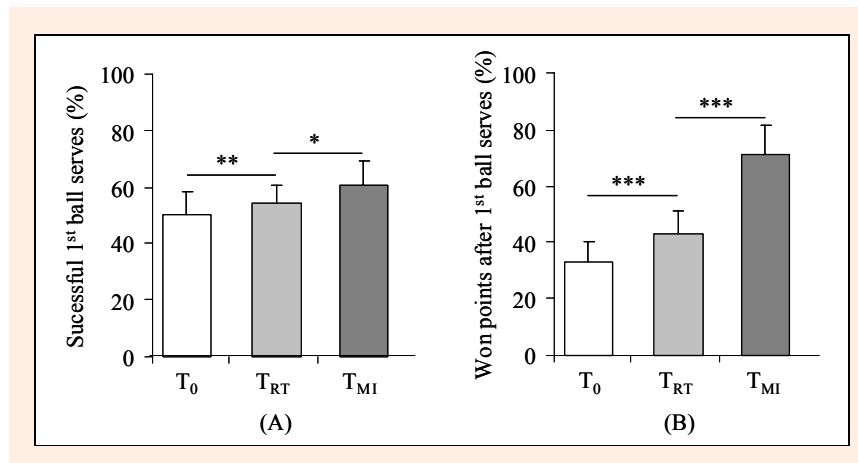 Sucessful 1st ball serves (%)
100
80
60
40
20
0
**
*
T0
TRT
TMI
(A)
Won points after 1st ball serves (%)
100
80
60
40
20
0
***
***
T0
TRT
TMI
(B)